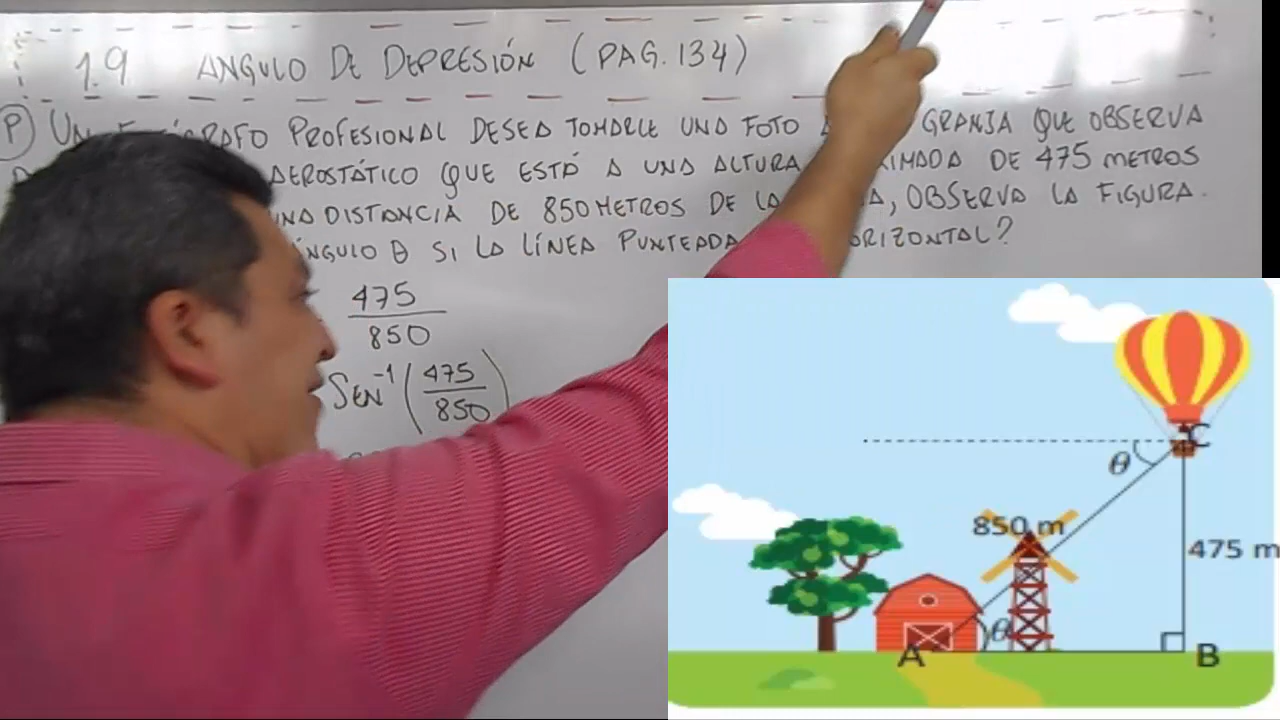 1.9 ANGULO DE DEPRESIÓN (PAG. 134)
P UN PROFESIONAL DESEA TOMARLE UNA FOTO A GRANJA QUE OBSERVA
AEROSTÁTICO QUE ESTÁ A UNA ALTURA DE 475 METROS
DISTANCIA DE 850 METROS DE LA , OBSERVA LA FIGURA.
θ SI LA LÍNEA PUNTEADA
475
850
SEN⁻¹ (475
850)
C
θ
850 m
475 m
θ
A
B